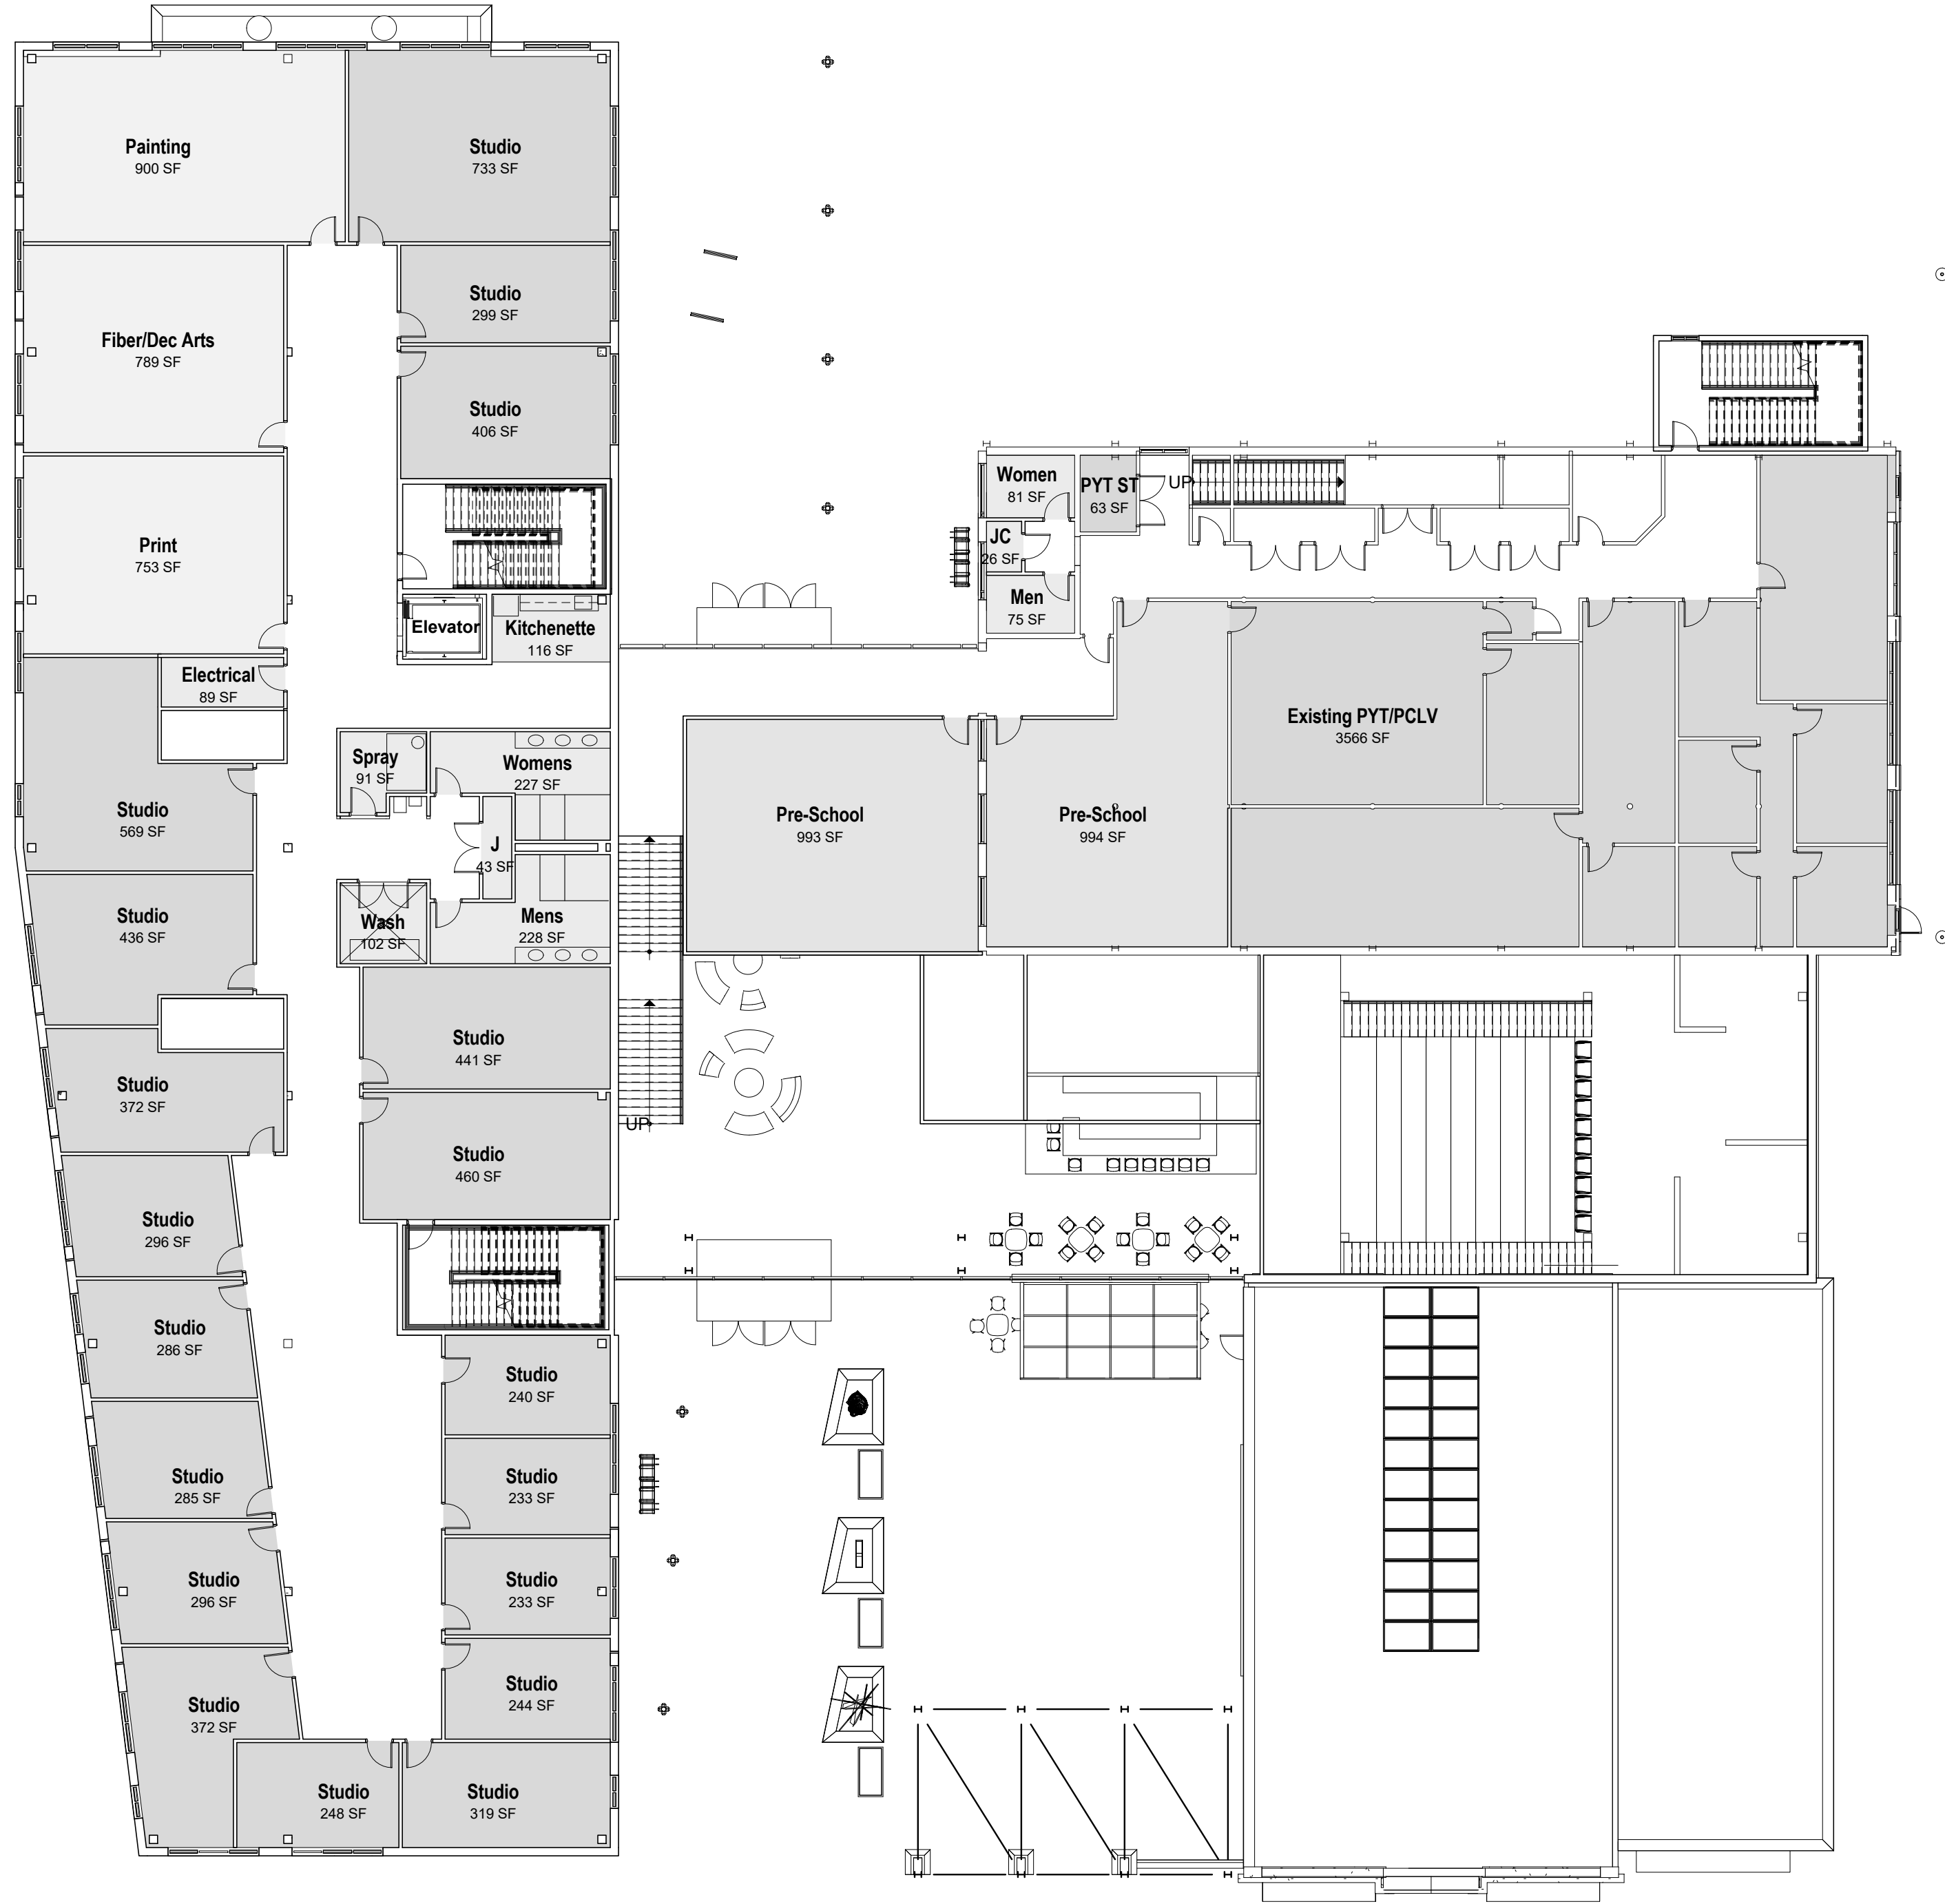 Painting
900 SF
Studio
733 SF
Studio
299 SF
Fiber/Dec Arts
789 SF
Studio
406 SF
Women
81 SF
PYT ST
63 SF
UP
JC
26 SF
Men
75 SF
Print
753 SF
Elevator
Kitchenette
116 SF
Electrical
89 SF
Existing PYT/PCLV
3566 SF
Spray
91 SF
Womens
227 SF
Studio
569 SF
Pre-School
993 SF
Pre-School
994 SF
J
43 SF
Studio
436 SF
Wash
102 SF
Mens
228 SF
Studio
441 SF
Studio
372 SF
UP
Studio
460 SF
Studio
296 SF
Studio
286 SF
Studio
240 SF
Studio
285 SF
Studio
233 SF
Studio
296 SF
Studio
233 SF
Studio
372 SF
Studio
244 SF
Studio
248 SF
Studio
319 SF